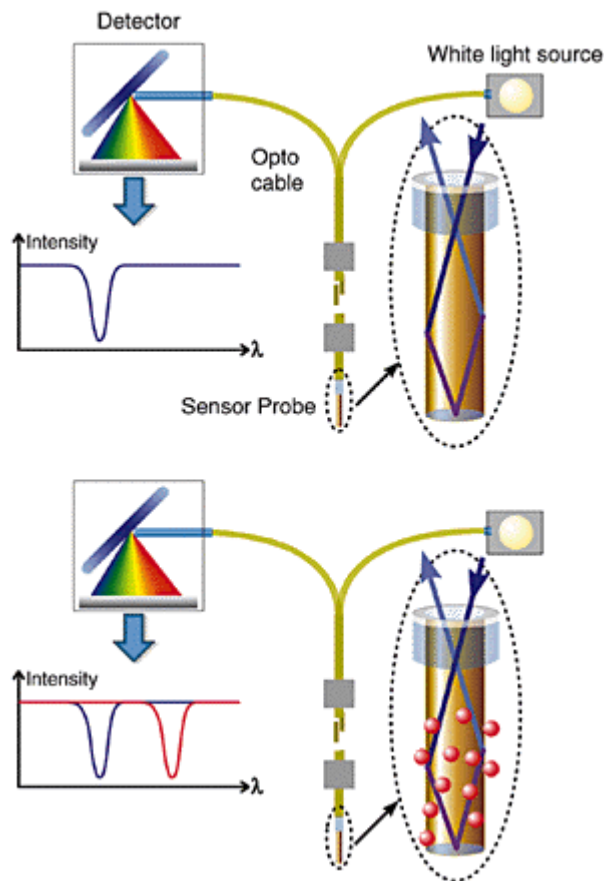 Detector
White light source
Opto
cable
Intensity
λ
Sensor Probe
Intensity
λ